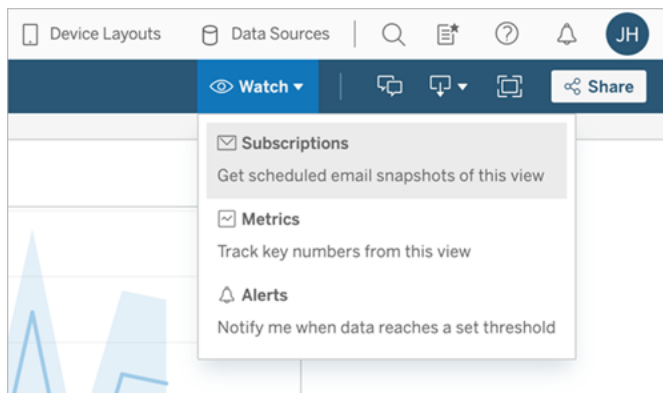 Device Layouts Data Sources JH
Watch Share
Subscriptions
Get scheduled email snapshots of this view
Metrics
Track key numbers from this view
Alerts
Notify me when data reaches a set threshold